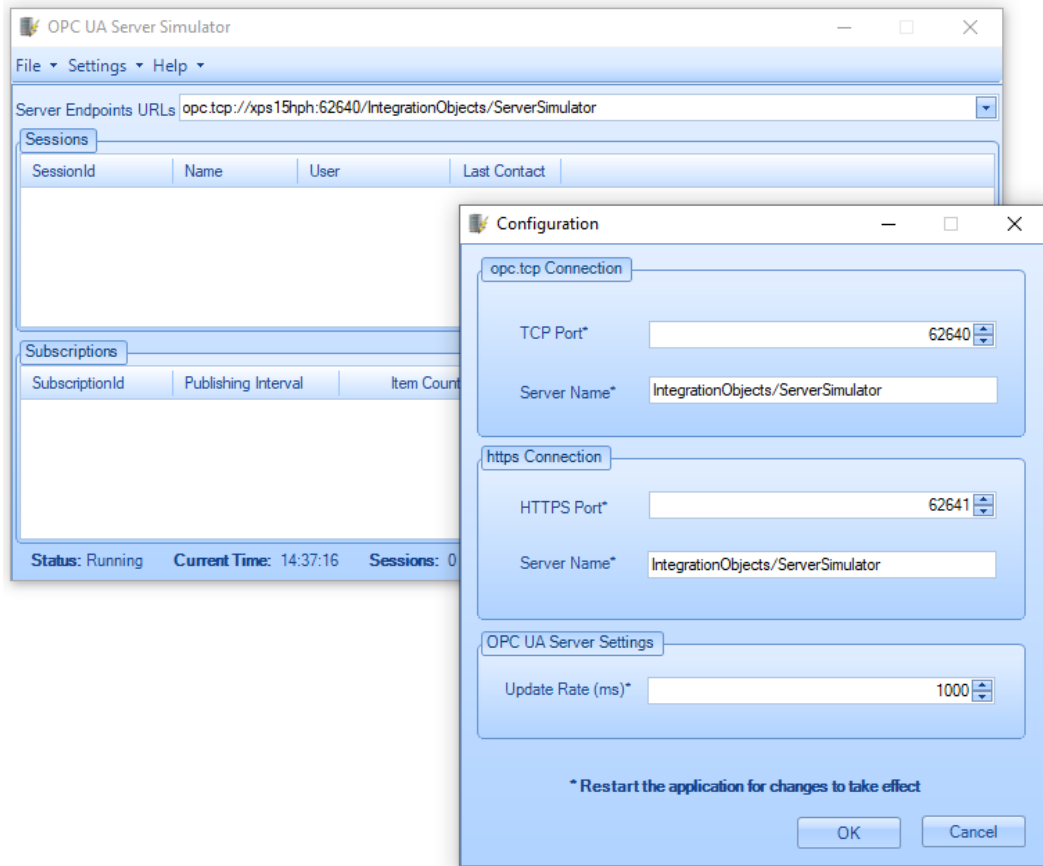 OPC UA Server Simulator
File Settings Help
Server Endpoints URLs opc.tcp://xps15hph:62640/IntegrationObjects/ServerSimulator
Sessions
SessionId Name User Last Contact
Subscriptions
SubscriptionId Publishing Interval Item Count
Status: Running Current Time: 14:37:16 Sessions: 0
Configuration
opc.tcp Connection
TCP Port* 62640
Server Name* IntegrationObjects/ServerSimulator
https Connection
HTTPS Port* 62641
Server Name* IntegrationObjects/ServerSimulator
OPC UA Server Settings
Update Rate (ms)* 1000
* Restart the application for changes to take effect
OK Cancel